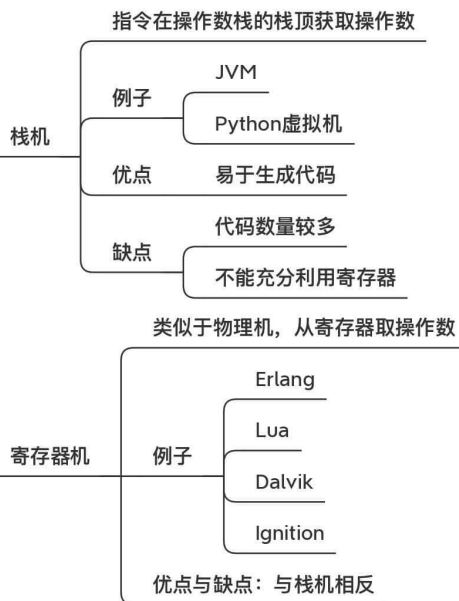 指令在操作数栈的栈顶获取操作数
JVM
例子
Python虚拟机
栈机
优点
易于生成代码
代码数量较多
缺点
不能充分利用寄存器
类似于物理机，从寄存器取操作数
Erlang
Lua
寄存器机
例子
Dalvik
Ignition
优点与缺点：与栈机相反